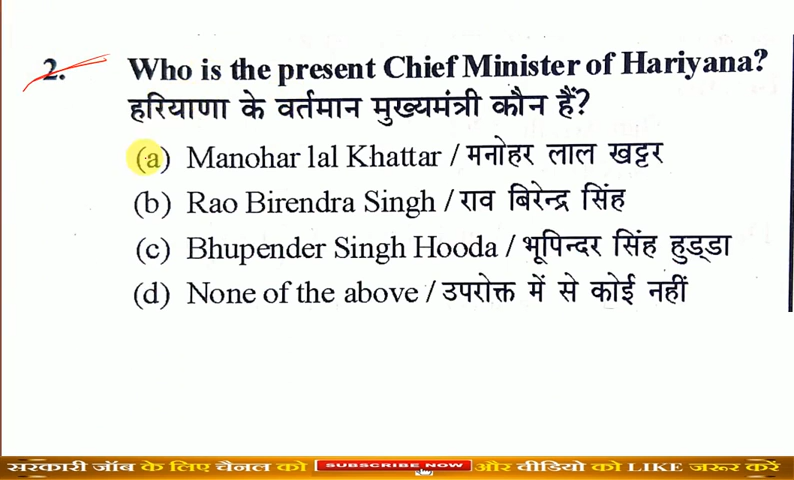 2. Who is the present Chief Minister of Hariyana?
हरियाणा के वर्तमान मुख्यमंत्री कौन हैं?
(a) Manohar lal Khattar / मनोहर लाल खट्टर
(b) Rao Birendra Singh / राव बिरेन्द्र सिंह
(c) Bhupender Singh Hooda / भूपिन्दर सिंह हुड्डा
(d) None of the above / उपरोक्त में से कोई नहीं
सरकारी जॉब के लिए चैनल को SUBSCRIBE NOW और वीडियो को LIKE जरूर करें